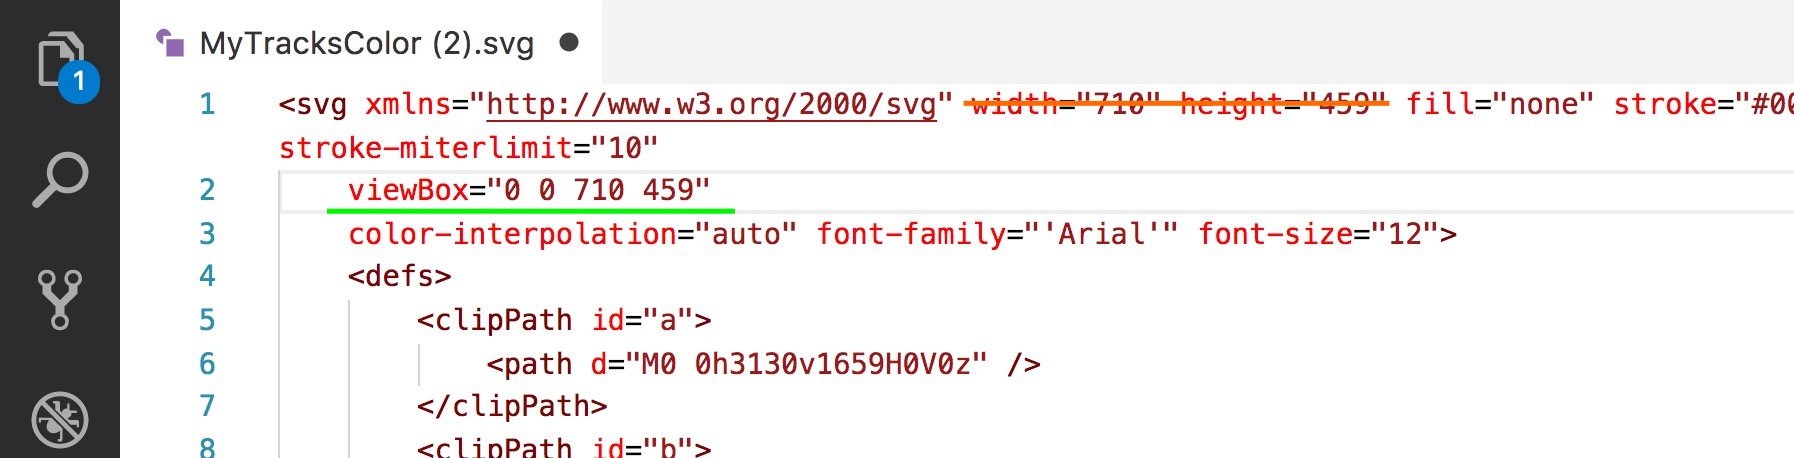 MyTracksColor (2).svg
1
1 <svg xmlns="http://www.w3.org/2000/svg" width="710" height="459" fill="none" stroke="#00
stroke-miterlimit="10"
2 viewBox="0 0 710 459"
3 color-interpolation="auto" font-family="'Arial'" font-size="12">
4 <defs>
5 <clipPath id="a">
6 <path d="M0 0h3130v1659H0V0z" />
7 </clipPath>
8 <clipPath id="b">